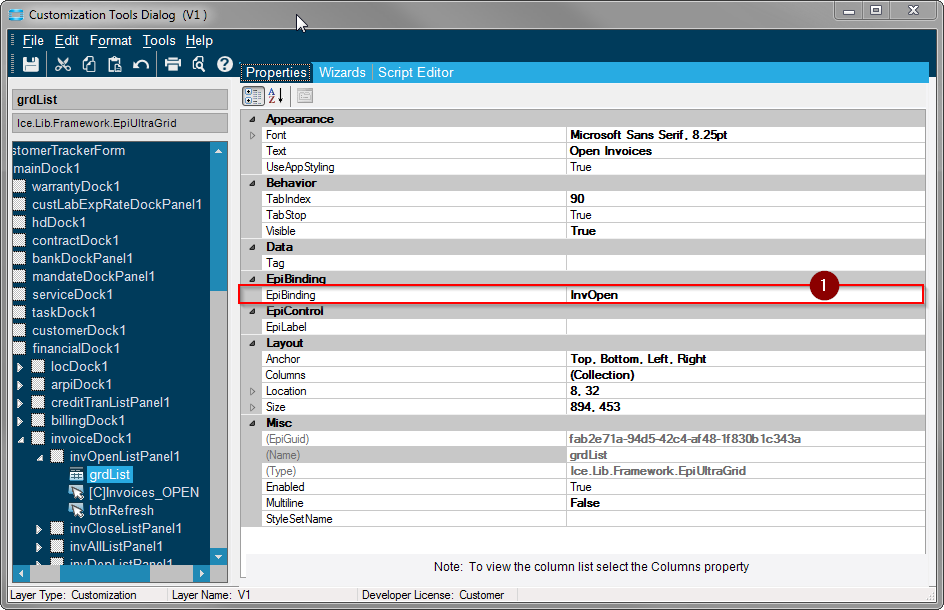 Customization Tools Dialog  (V1 )
File Edit Format Tools Help
Properties Wizards Script Editor
grdList
Ice.Lib.Framework.EpiUltraGrid
stomerTrackerForm
mainDock1
warrantyDock1
custLabExpRateDockPanel1
hdDock1
contractDock1
bankDockPanel1
mandateDockPanel1
serviceDock1
taskDock1
customerDock1
financialDock1
locDock1
arpiDock1
creditTranListPanel1
billingDock1
invoiceDock1
invOpenListPanel1
grdList
[C]Invoices_OPEN
btnRefresh
invCloseListPanel1
invAllListPanel1
invDepListPanel1
Appearance
Font Microsoft Sans Serif, 8.25pt
Text Open Invoices
UseAppStyling True
Behavior
TabIndex 90
TabStop True
Visible True
Data
Tag
EpiBinding
EpiBinding InvOpen 1
EpiControl
EpiLabel
Layout
Anchor Top, Bottom, Left, Right
Columns (Collection)
Location 8, 32
Size 894, 453
Misc
(EpiGuid) fab2e71a-94d5-42c4-af48-1f830b1c343a
(Name) grdList
(Type) Ice.Lib.Framework.EpiUltraGrid
Enabled True
Multiline False
StyleSetName
Note:  To view the column list select the Columns property
Layer Type:  Customization Layer Name:  V1 Developer License:  Customer